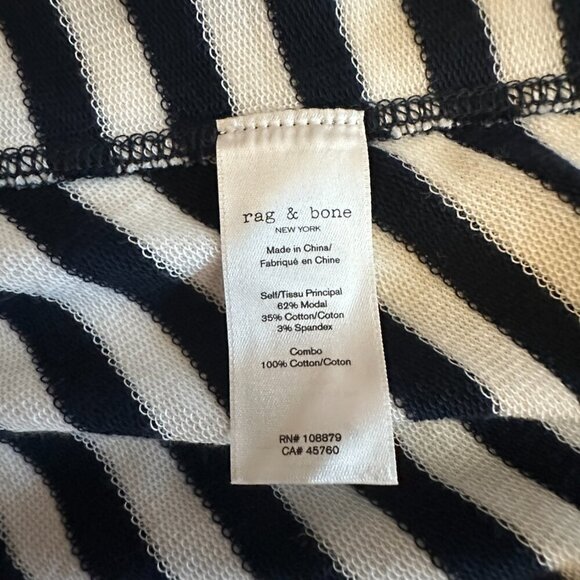 rag & bone
NEW YORK
Made in China/
Fabriqué en Chine
Self/Tissu Principal
62% Modal
35% Cotton/Coton
3% Spandex
Combo
100% Cotton/Coton
RN# 108879
CA# 45760